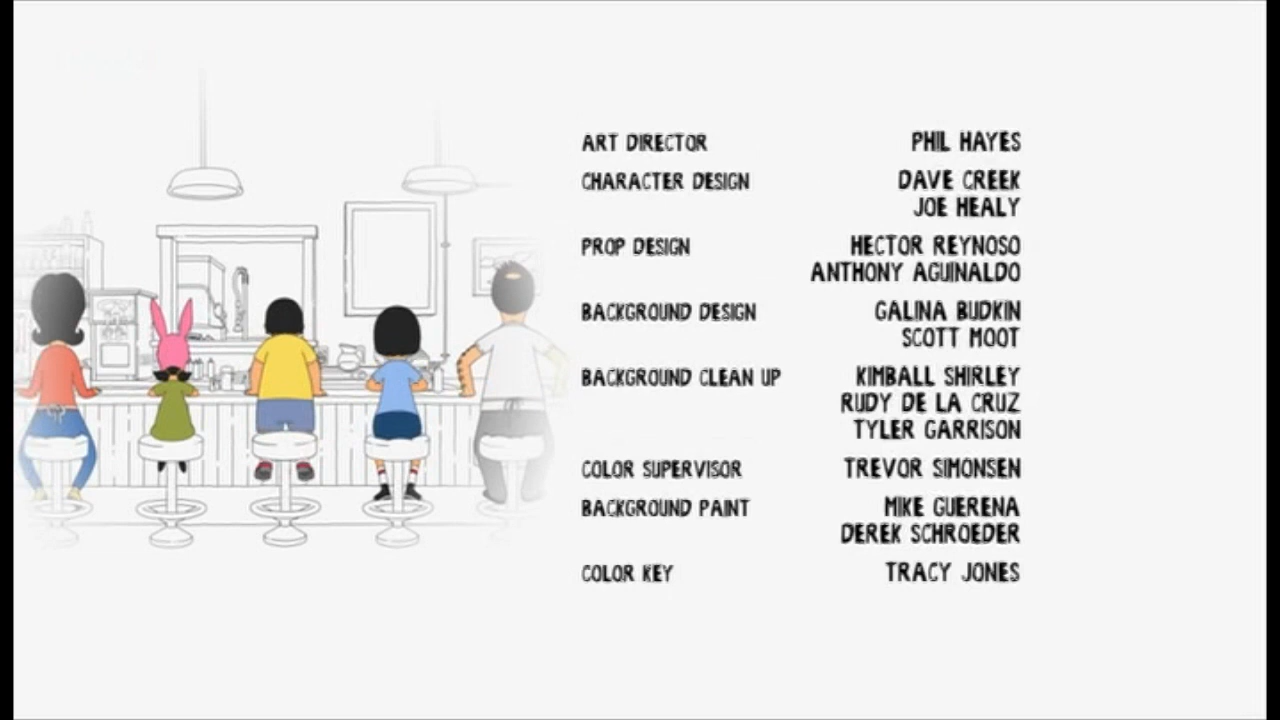 ART DIRECTOR PHIL HAYES
CHARACTER DESIGN DAVE CREEK
JOE HEALY
PROP DESIGN HECTOR REYNOSO
ANTHONY AGUINALDO
BACKGROUND DESIGN GALINA BUDKIN
SCOTT MOOT
BACKGROUND CLEAN UP KIMBALL SHIRLEY
RUDY DE LA CRUZ
TYLER GARRISON
COLOR SUPERVISOR TREVOR SIMONSEN
BACKGROUND PAINT MIKE GUERENA
DEREK SCHROEDER
COLOR KEY TRACY JONES